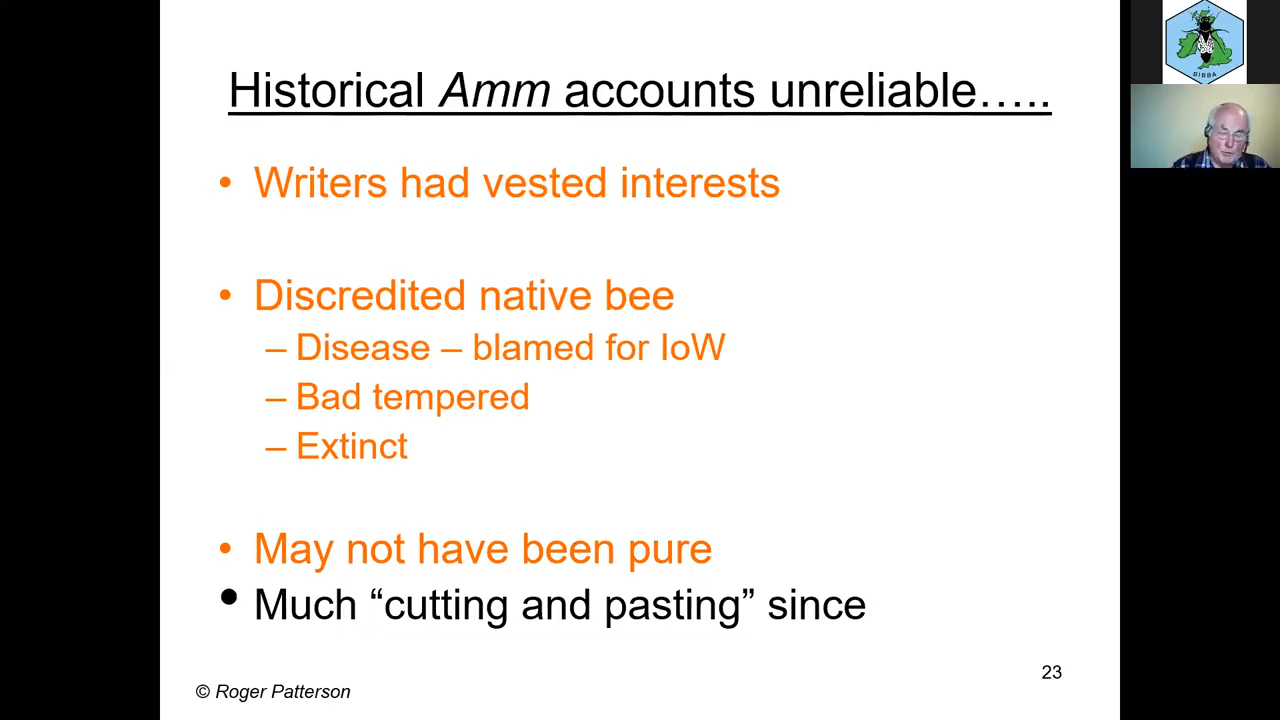 Historical Amm accounts unreliable…..
• Writers had vested interests
• Discredited native bee
– Disease – blamed for IoW
– Bad tempered
– Extinct
• May not have been pure
• Much “cutting and pasting” since
23
© Roger Patterson
BIBBA